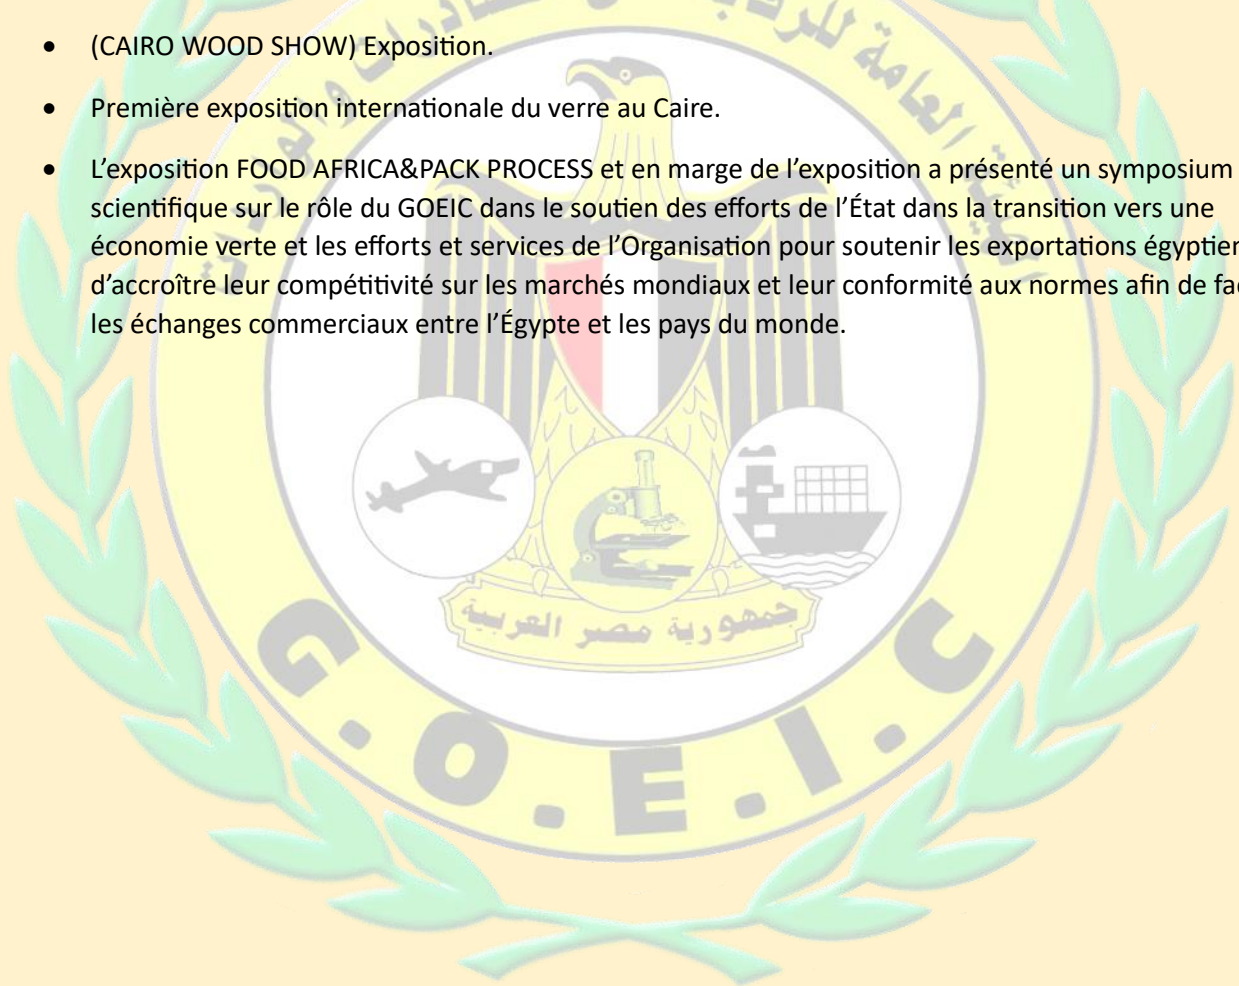 • (CAIRO WOOD SHOW) Exposition.
• Première exposition internationale du verre au Caire.
• L’exposition FOOD AFRICA&PACK PROCESS et en marge de l’exposition a présenté un symposium
scientifique sur le rôle du GOEIC dans le soutien des efforts de l’État dans la transition vers une
économie verte et les efforts et services de l’Organisation pour soutenir les exportations
d’accroître leur compétitivité sur les marchés mondiaux et leur conformité aux normes afin de
les échanges commerciaux entre l’Égypte et les pays du monde.
جمهورية مصر العربية
G.O.E.I.C